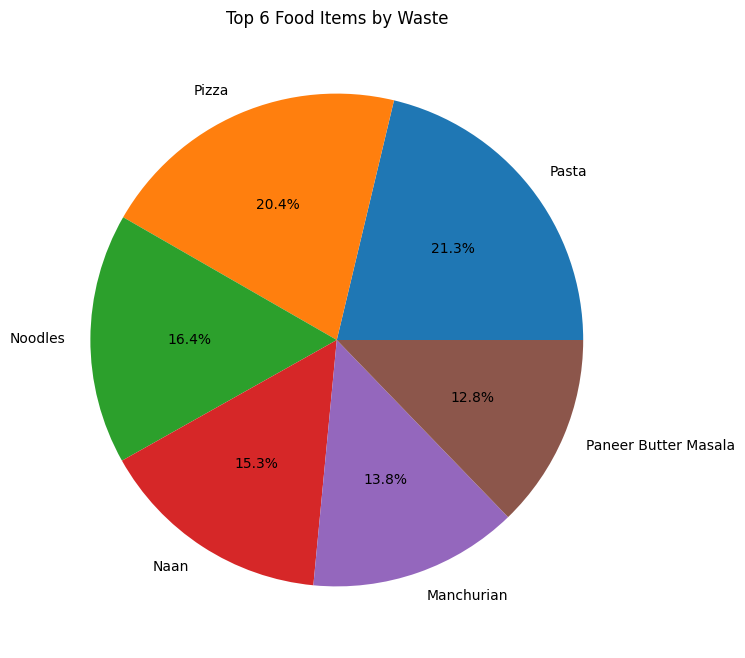 Top 6 Food Items by Waste
Pizza
Pasta
20.4%
21.3%
Noodles
16.4%
12.8%
Paneer Butter Masala
15.3%
13.8%
Naan
Manchurian